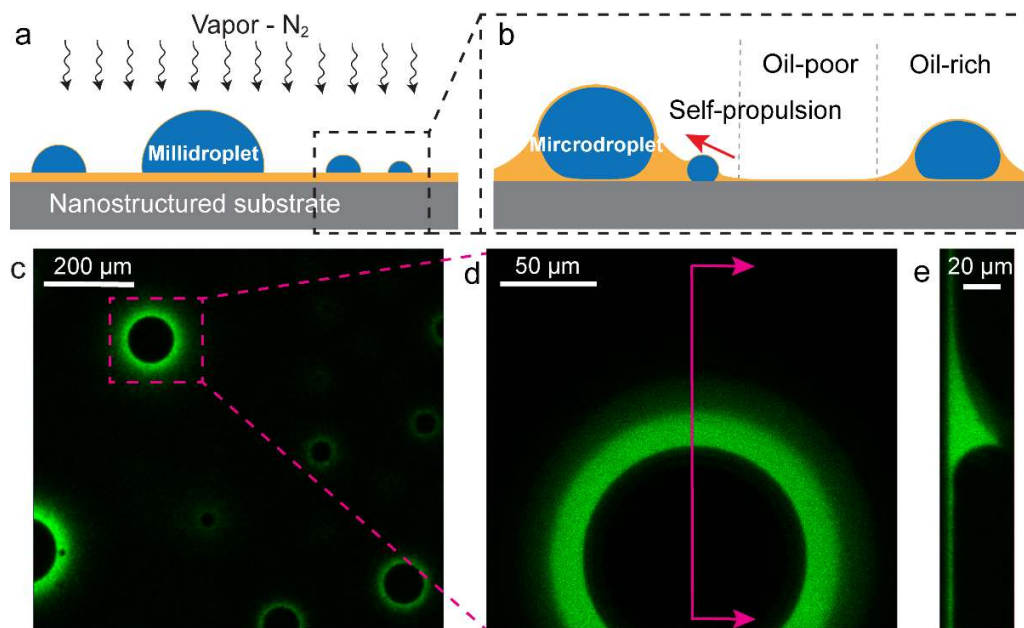 a
Vapor - N₂
Millidroplet
Nanostructured substrate
b
Oil-poor
Oil-rich
Self-propulsion
Mircrodroplet
c
200 µm
d
50 µm
e
20 µm